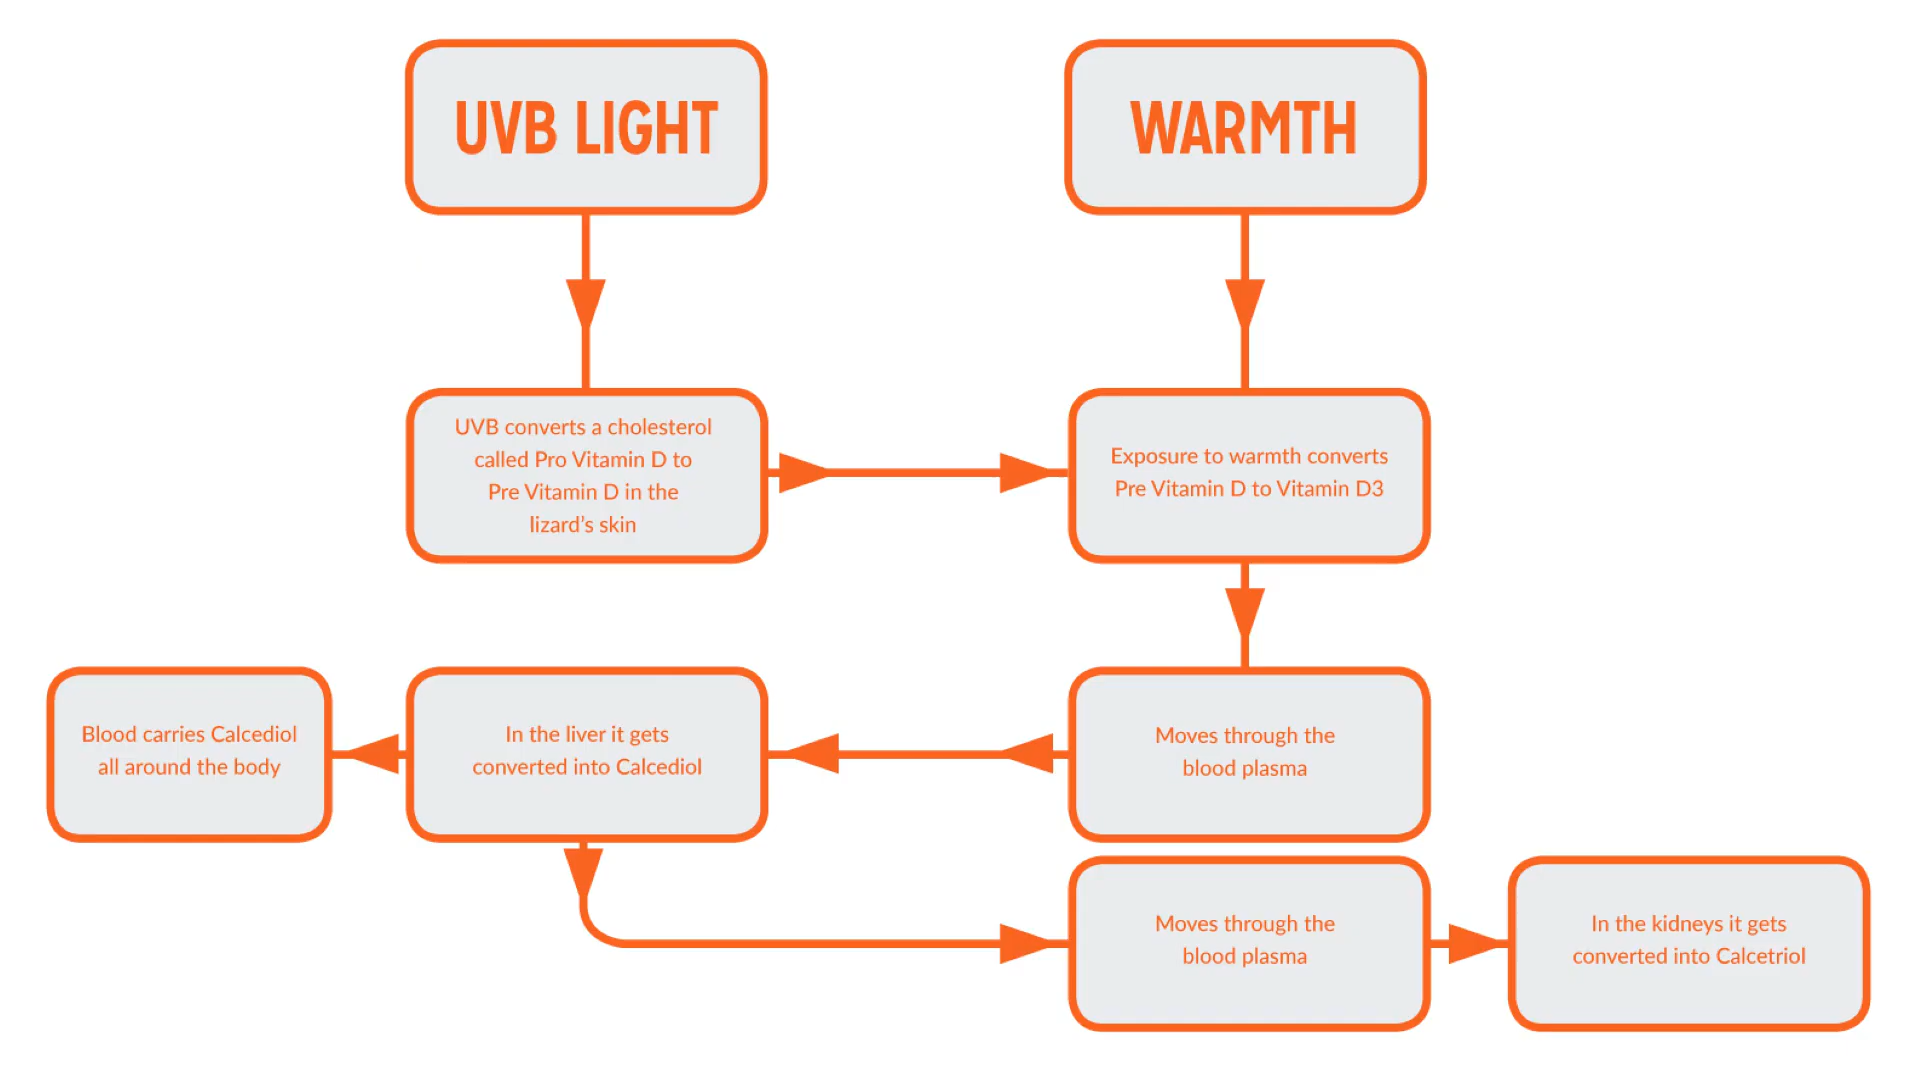 UVB LIGHT
WARMTH
UVB converts a cholesterol
called Pro Vitamin D to
Pre Vitamin D in the
lizard's skin
Exposure to warmth converts
Pre Vitamin D to Vitamin D3
Blood carries Calcediol
all around the body
In the liver it gets
converted into Calcediol
Moves through the
blood plasma
Moves through the
blood plasma
In the kidneys it gets
converted into Calcetriol